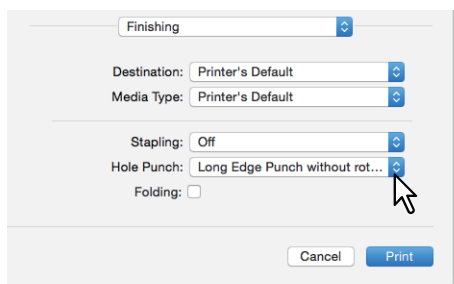 Finishing
Destination: Printer's Default
Media Type: Printer's Default
Stapling: Off
Hole Punch: Long Edge Punch without rot...
Folding:
Cancel Print